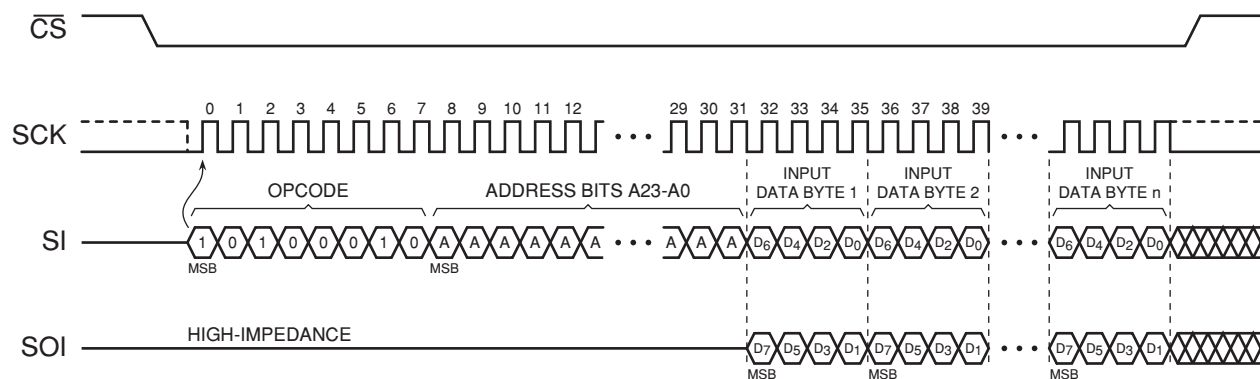 CS
SCK
0 1 2 3 4 5 6 7 8 9 10 11 12 29 30 31 32 33 34 35 36 37 38 39
OPCODE
ADDRESS BITS A23-A0
INPUT
DATA BYTE 1
INPUT
DATA BYTE 2
INPUT
DATA BYTE n
SI
1 0 1 0 0 0 1 0 A A A A A A A A A D6 D4 D2 D0 D6 D4 D2 D0 D6 D4 D2 D0
MSB MSB
HIGH-IMPEDANCE
SOI
D7 D5 D3 D1 D7 D5 D3 D1 D7 D5 D3 D1
MSB MSB MSB